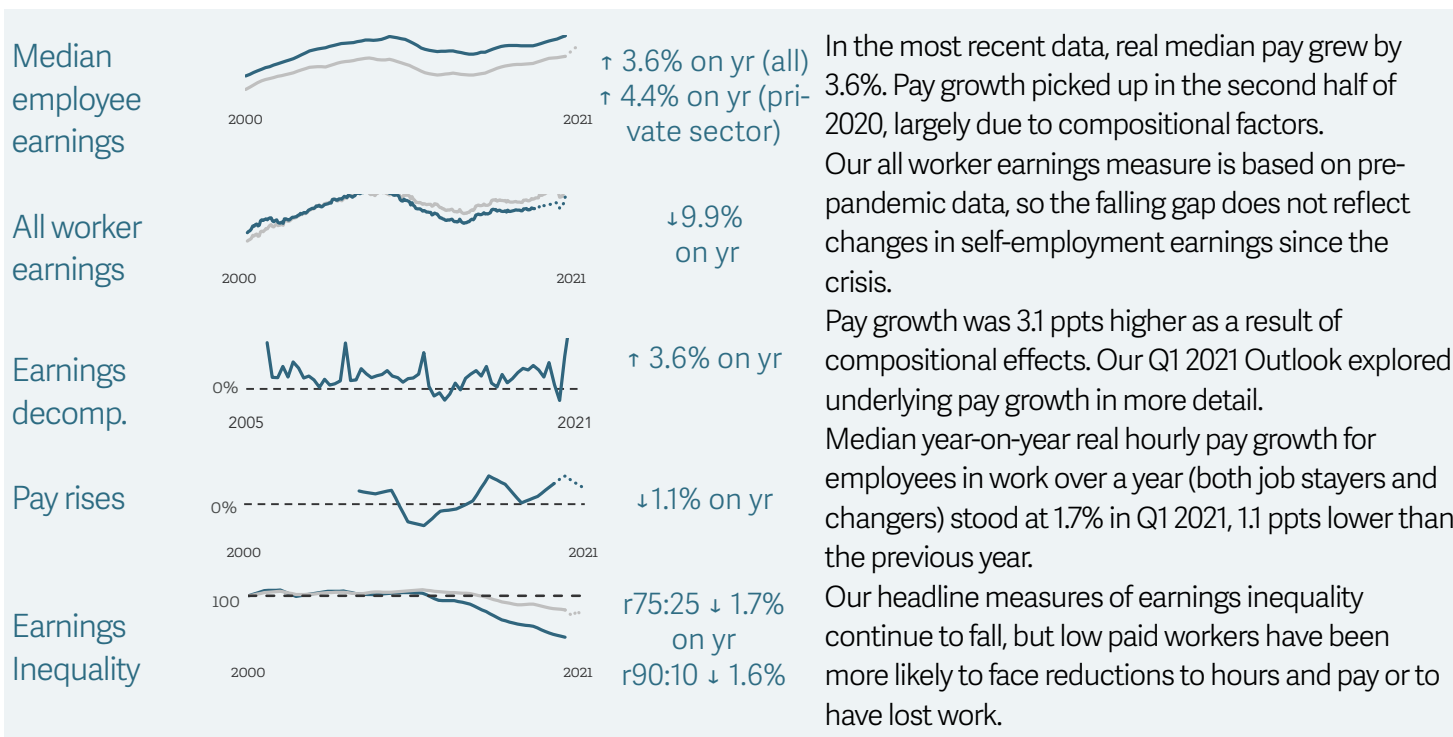 Median
employee
earnings
2000
2021
↑ 3.6% on yr (all)
↑ 4.4% on yr (pri-
vate sector)
In the most recent data, real median pay grew by
3.6%. Pay growth picked up in the second half of
2020, largely due to compositional factors.
All worker
earnings
2000
2021
↓9.9%
on yr
Our all worker earnings measure is based on pre-
pandemic data, so the falling gap does not reflect
changes in self-employment earnings since the
crisis.
Earnings
decomp.
0%
2005
2021
↑ 3.6% on yr
Pay growth was 3.1 ppts higher as a result of
compositional effects. Our Q1 2021 Outlook explored
underlying pay growth in more detail.
Pay rises
0%
2000
2021
↓1.1% on yr
Median year-on-year real hourly pay growth for
employees in work over a year (both job stayers and
changers) stood at 1.7% in Q1 2021, 1.1 ppts lower than
the previous year.
Earnings
Inequality
100
2000
2021
r75:25 ↓ 1.7%
on yr
r90:10 ↓ 1.6%
Our headline measures of earnings inequality
continue to fall, but low paid workers have been
more likely to face reductions to hours and pay or to
have lost work.